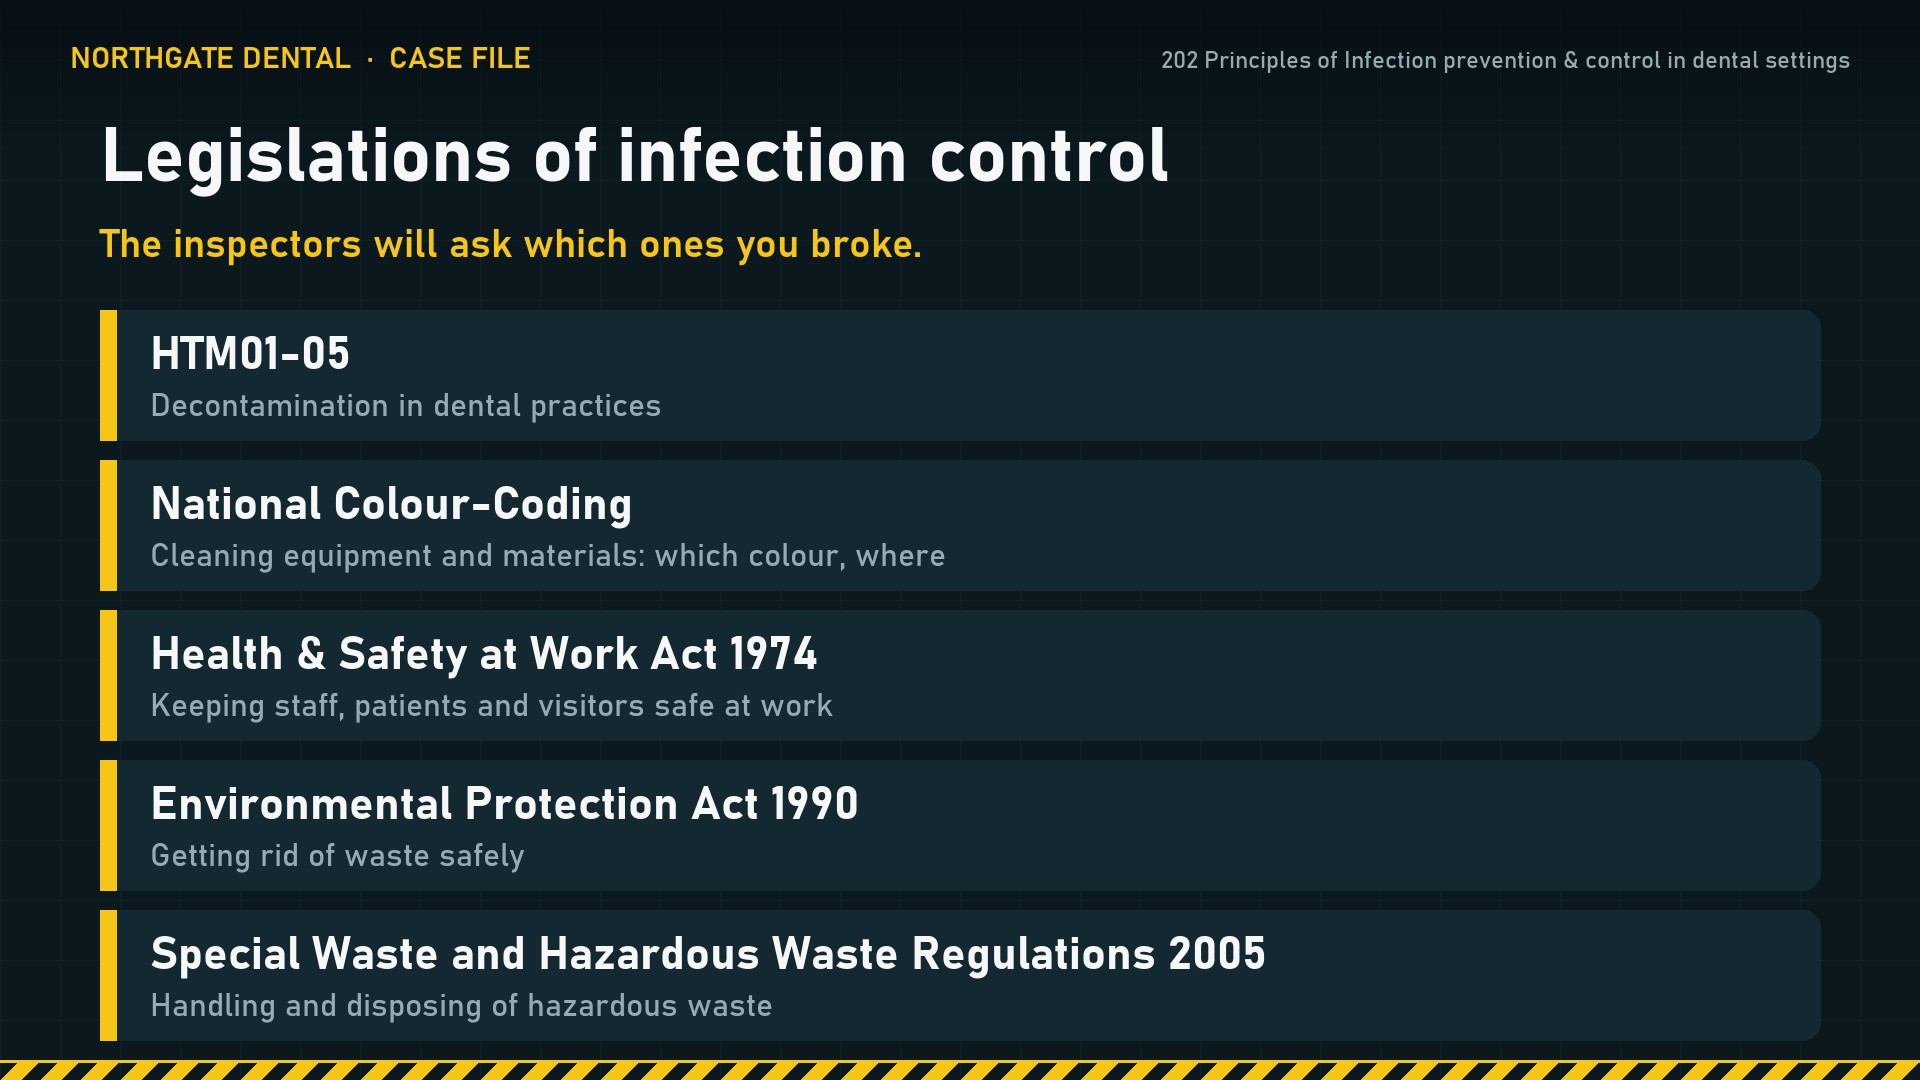 NORTHGATE DENTAL · CASE FILE
202 Principles of Infection prevention & control in dental settings
Legislations of infection control
The inspectors will ask which ones you broke.
HTM01-05
Decontamination in dental practices
National Colour-Coding
Cleaning equipment and materials: which colour, where
Health & Safety at Work Act 1974
Keeping staff, patients and visitors safe at work
Environmental Protection Act 1990
Getting rid of waste safely
Special Waste and Hazardous Waste Regulations 2005
Handling and disposing of hazardous waste